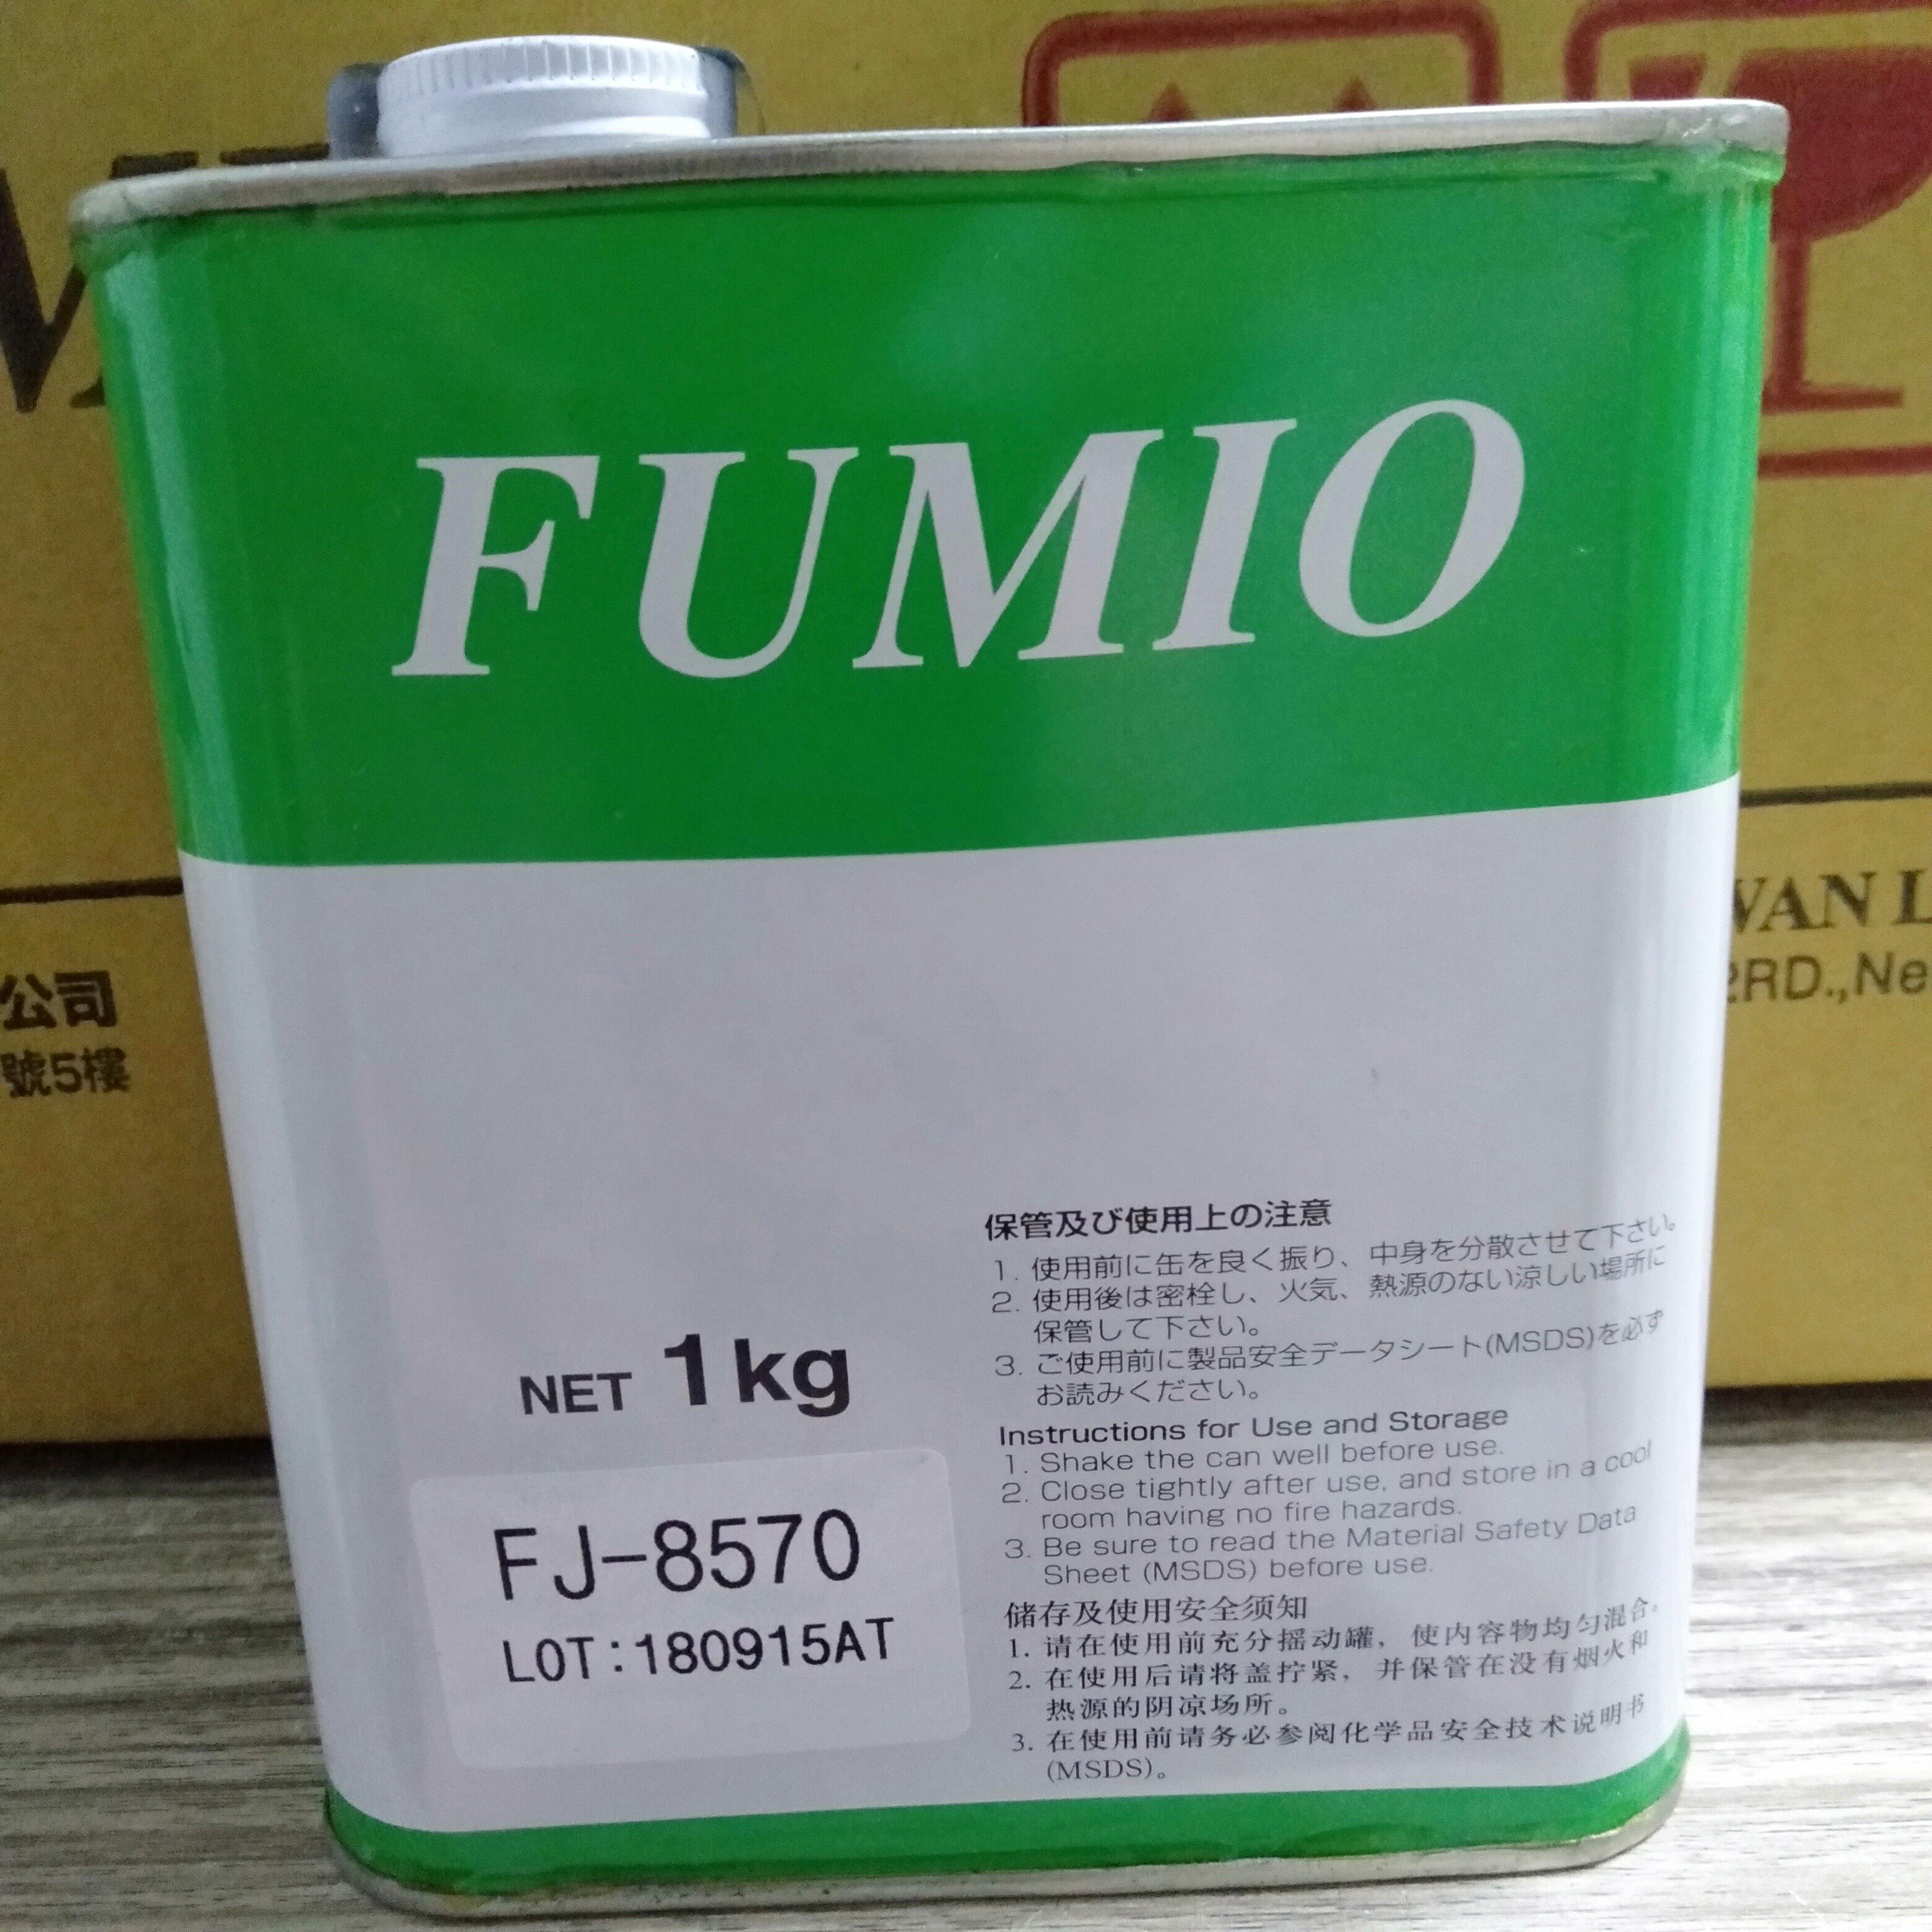 FUMIO
公司
號5樓
WAN L
2RD.,Ne
NET 1kg
FJ-8570
LOT:180915AT
保管及び使用上の注意
1. 使用前に缶を良く振り、中身を分散させて下さい。
2. 使用後は密栓し、火気、熱源のない涼しい場所に
保管して下さい。
3. ご使用前に製品安全データシート(MSDS)を必ず
お読みください。
Instructions for Use and Storage
1. Shake the can well before use.
2. Close tightly after use, and store in a cool
room having no fire hazards.
3. Be sure to read the Material Safety Data
Sheet (MSDS) before use.
储存及使用安全须知
1. 请在使用前充分摇动罐，使内容物均匀混合。
2. 在使用后请将盖拧紧，并保管在没有烟火和
热源的阴凉场所。
3. 在使用前请务必参阅化学品安全技术说明书
(MSDS)。